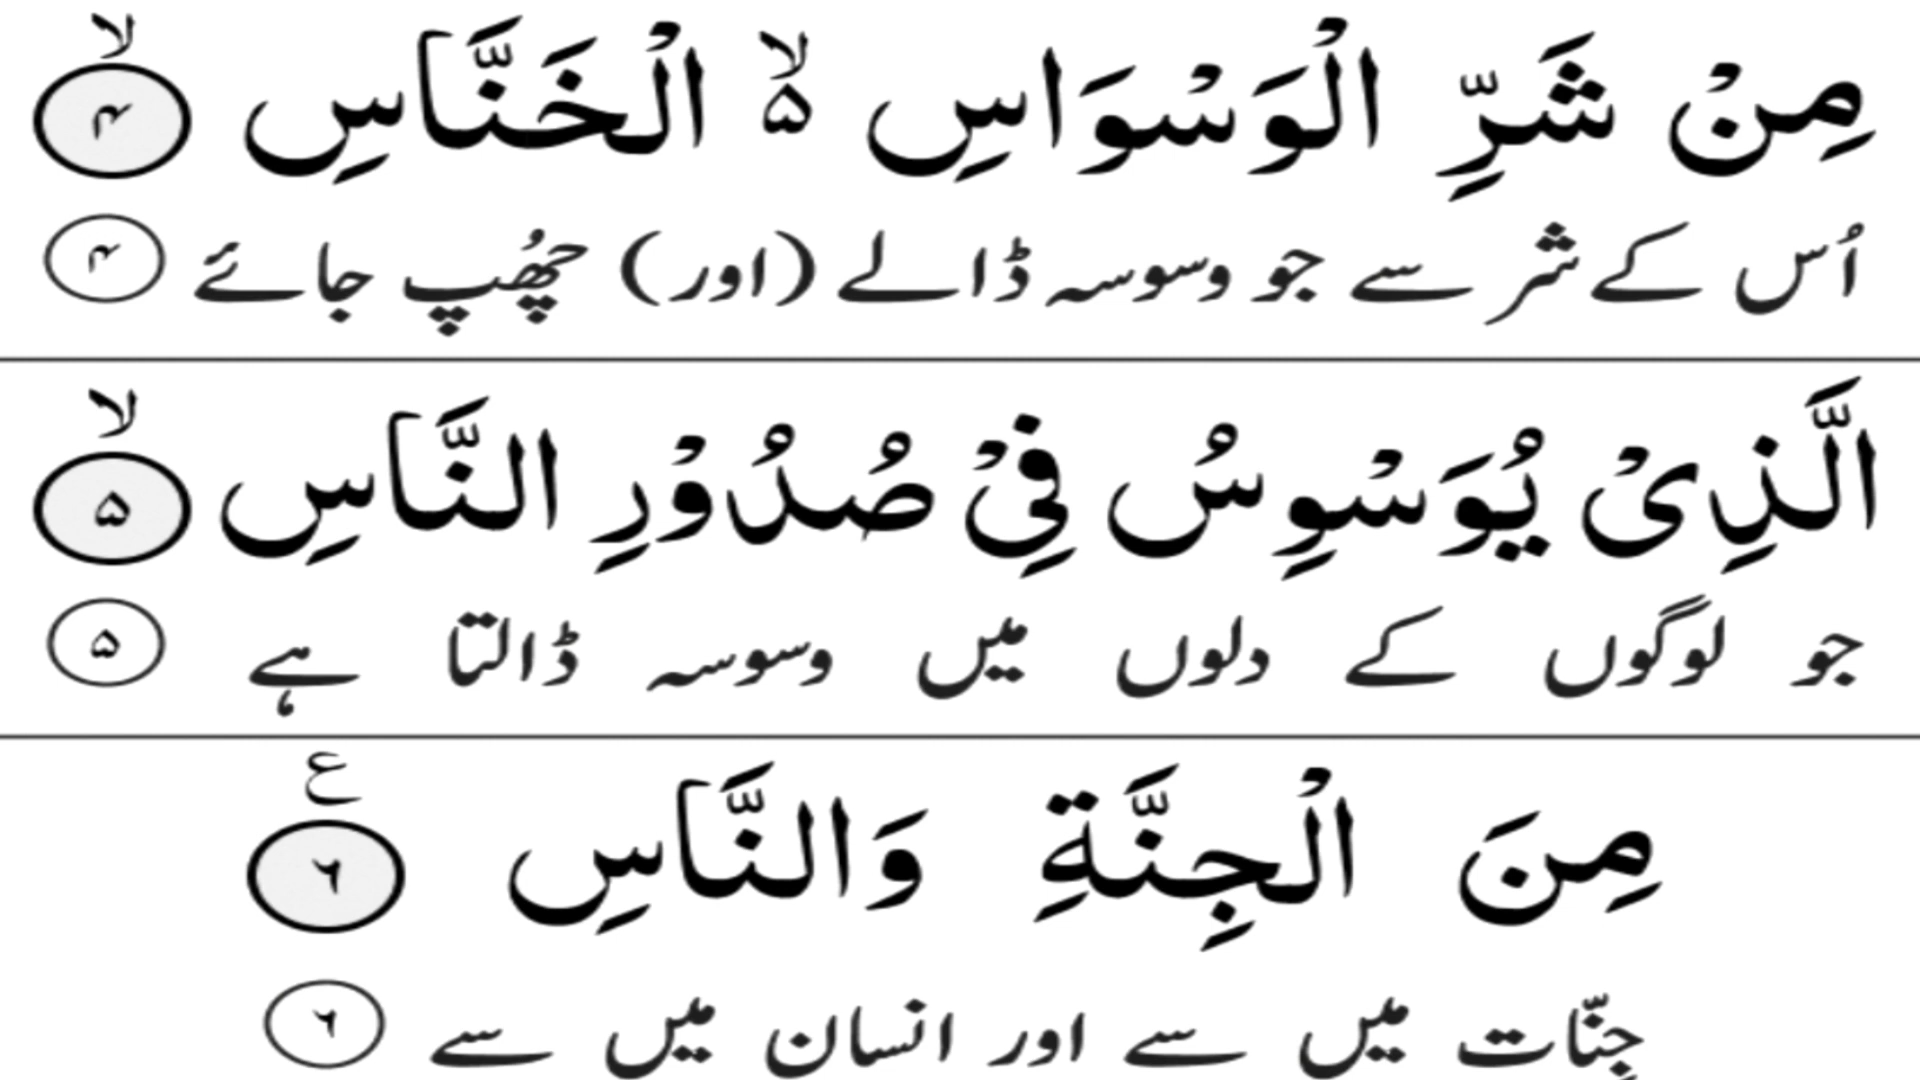 مِنْ شَرِّ الْوَسْوَاسِ ۵ۙ الْخَنَّاسِ ۴ۙ
اُس کے شر سے جو وسوسہ ڈالے (اور) چھُپ جائے ۴
الَّذِیْ یُوَسْوِسُ فِیْ صُدُوْرِ النَّاسِ ۵ۙ
جو لوگوں کے دلوں میں وسوسہ ڈالتا ہے ۵
مِنَ الْجِنَّةِ وَالنَّاسِ ۶ ع
جِنّات میں سے اور انسان میں سے ۶